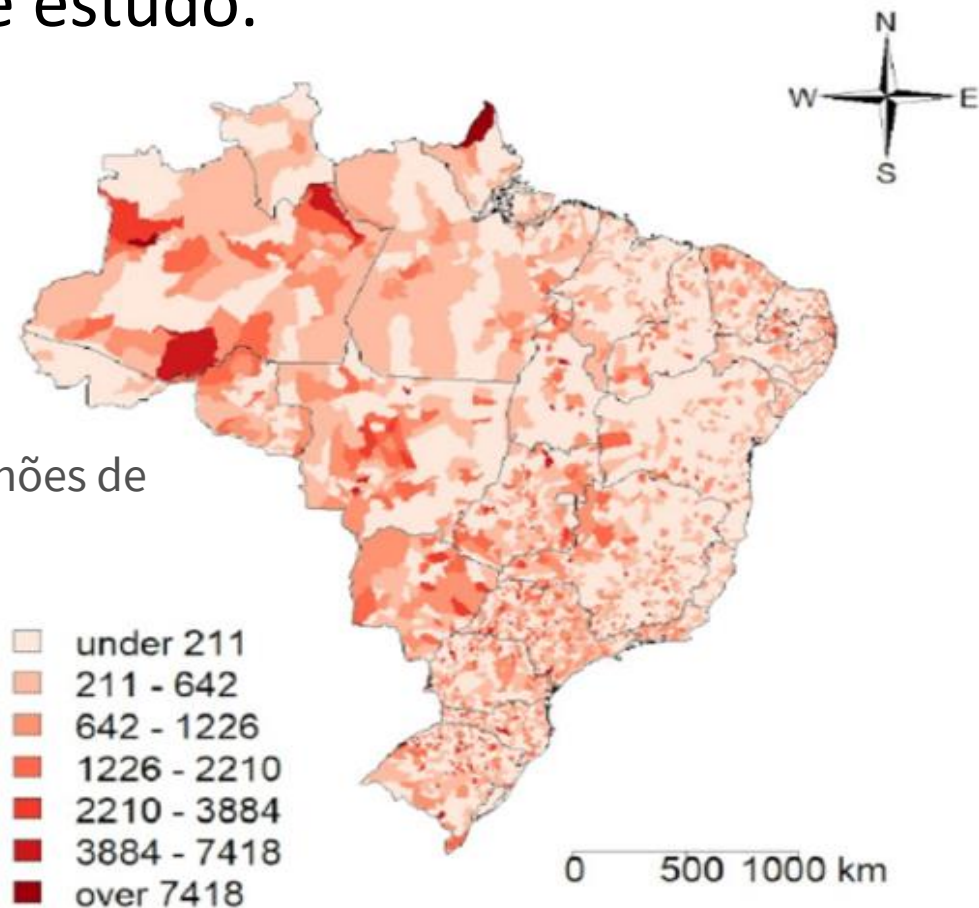 e estudo.
N
W E
S
hões de
under 211
211 - 642
642 - 1226
1226 - 2210
2210 - 3884
3884 - 7418
over 7418
0 500 1000 km